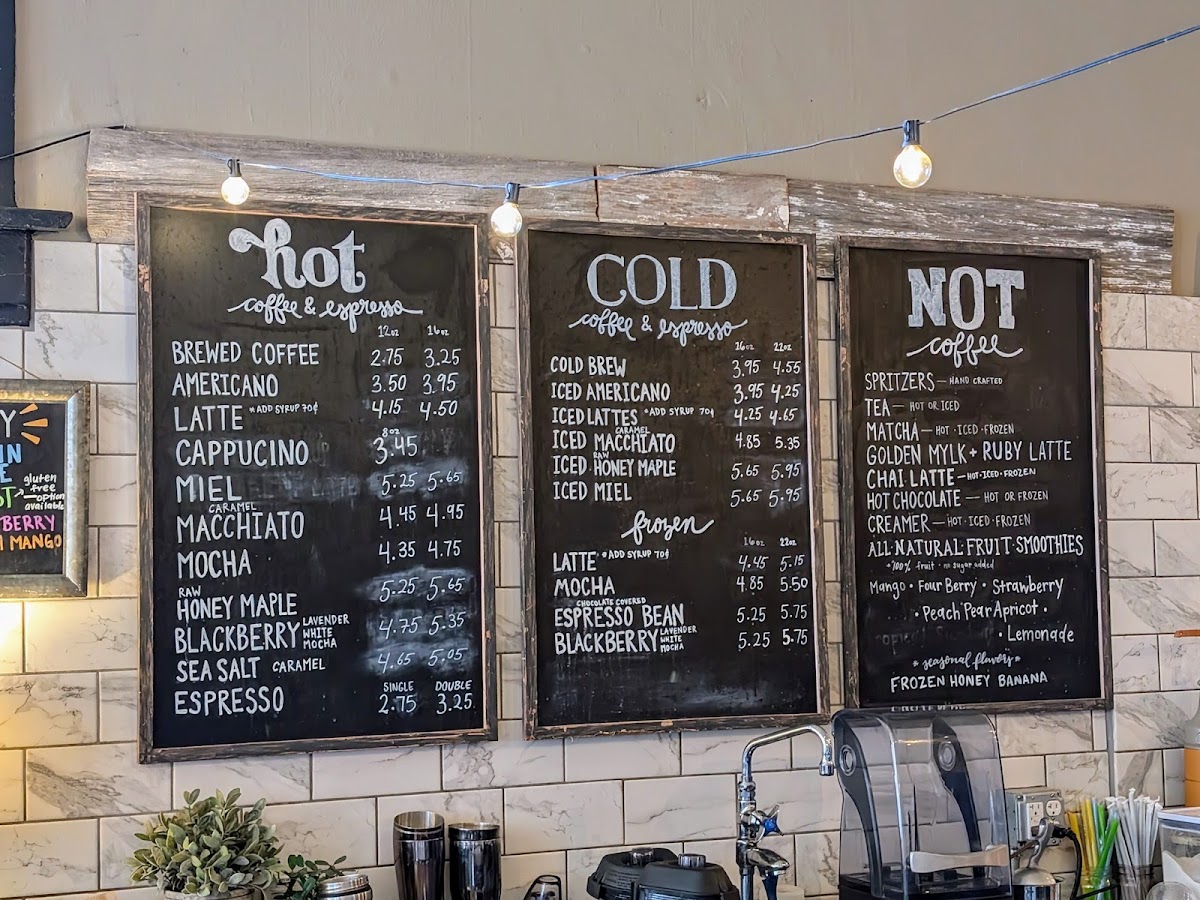 Y
IN
E
ST
gluten
free
option
available
BERRY
MANGO
hot
coffee & espresso
12oz 16oz
BREWED COFFEE 2.75 3.25
AMERICANO 3.50 3.95
LATTE *ADD SYRUP 70¢ 4.15 4.50
8oz
CAPPUCINO 3.45
MIEL 5.25 5.65
CARAMEL
MACCHIATO 4.45 4.95
MOCHA 4.35 4.75
RAW
HONEY MAPLE 5.25 5.65
BLACKBERRY LAVENDER WHITE MOCHA 4.75 5.35
SEA SALT CARAMEL 4.65 5.05
SINGLE DOUBLE
ESPRESSO 2.75 3.25
COLD
coffee & espresso
16oz 22oz
COLD BREW 3.95 4.55
ICED AMERICANO 3.95 4.25
ICED LATTES *ADD SYRUP 70¢ 4.25 4.65
CARAMEL
ICED MACCHIATO 4.85 5.35
RAW
ICED HONEY MAPLE 5.65 5.95
ICED MIEL 5.65 5.95
frozen
16oz 22oz
LATTE *ADD SYRUP 70¢ 4.45 5.15
MOCHA 4.85 5.50
CHOCOLATE COVERED
ESPRESSO BEAN 5.25 5.75
BLACKBERRY LAVENDER WHITE MOCHA 5.25 5.75
NOT
coffee
SPRITZERS — HAND CRAFTED
TEA — HOT OR ICED
MATCHA — HOT · ICED · FROZEN
GOLDEN MYLK + RUBY LATTE
CHAI LATTE — HOT · ICED · FROZEN
HOT CHOCOLATE — HOT OR FROZEN
CREAMER — HOT · ICED · FROZEN
ALL NATURAL FRUIT SMOOTHIES
*100% fruit · no sugar added
Mango · Four Berry · Strawberry
· Peach Pear Apricot ·
· Lemonade
* seasonal flavors *
FROZEN HONEY BANANA